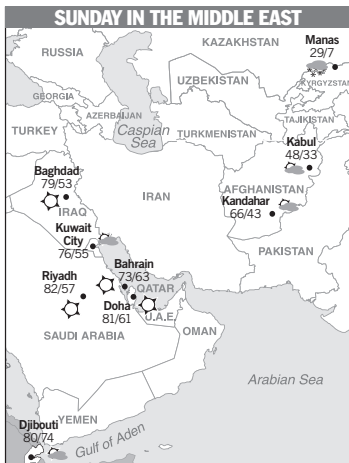 SUNDAY IN THE MIDDLE EAST
KAZAKHSTAN
Manas
29/7
RUSSIA
UZBEKISTAN
KYRGYZSTAN
GEORGIA
AZERBAIJAN
TAJIKISTAN
TURKEY
Caspian
Sea
TURKMENISTAN
Kabul
48/33
Baghdad
79/53
IRAN
AFGHANISTAN
Kandahar
66/43
IRAQ
Kuwait
City
76/55
PAKISTAN
Bahrain
73/63
Riyadh
82/57
QATAR
Doha
81/61
U.A.E.
OMAN
SAUDI ARABIA
Arabian Sea
YEMEN
Djibouti
80/74
Gulf of Aden